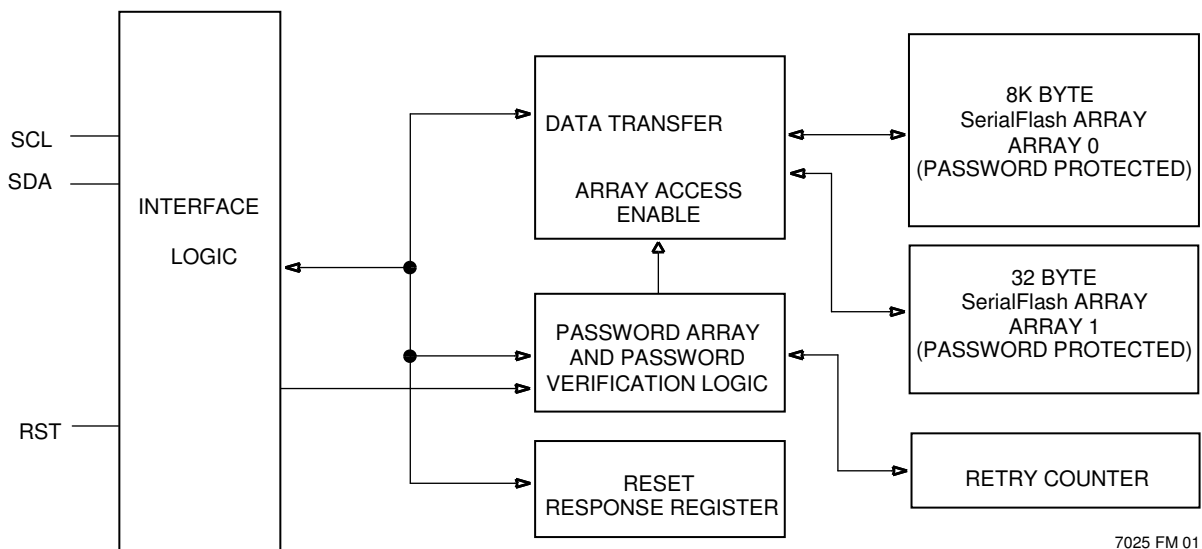 SCL
SDA
RST
INTERFACE
LOGIC
DATA TRANSFER
ARRAY ACCESS
ENABLE
PASSWORD ARRAY
AND PASSWORD
VERIFICATION LOGIC
RESET
RESPONSE REGISTER
8K BYTE
SerialFlash ARRAY
ARRAY 0
(PASSWORD PROTECTED)
32 BYTE
SerialFlash ARRAY
ARRAY 1
(PASSWORD PROTECTED)
RETRY COUNTER
7025 FM 01